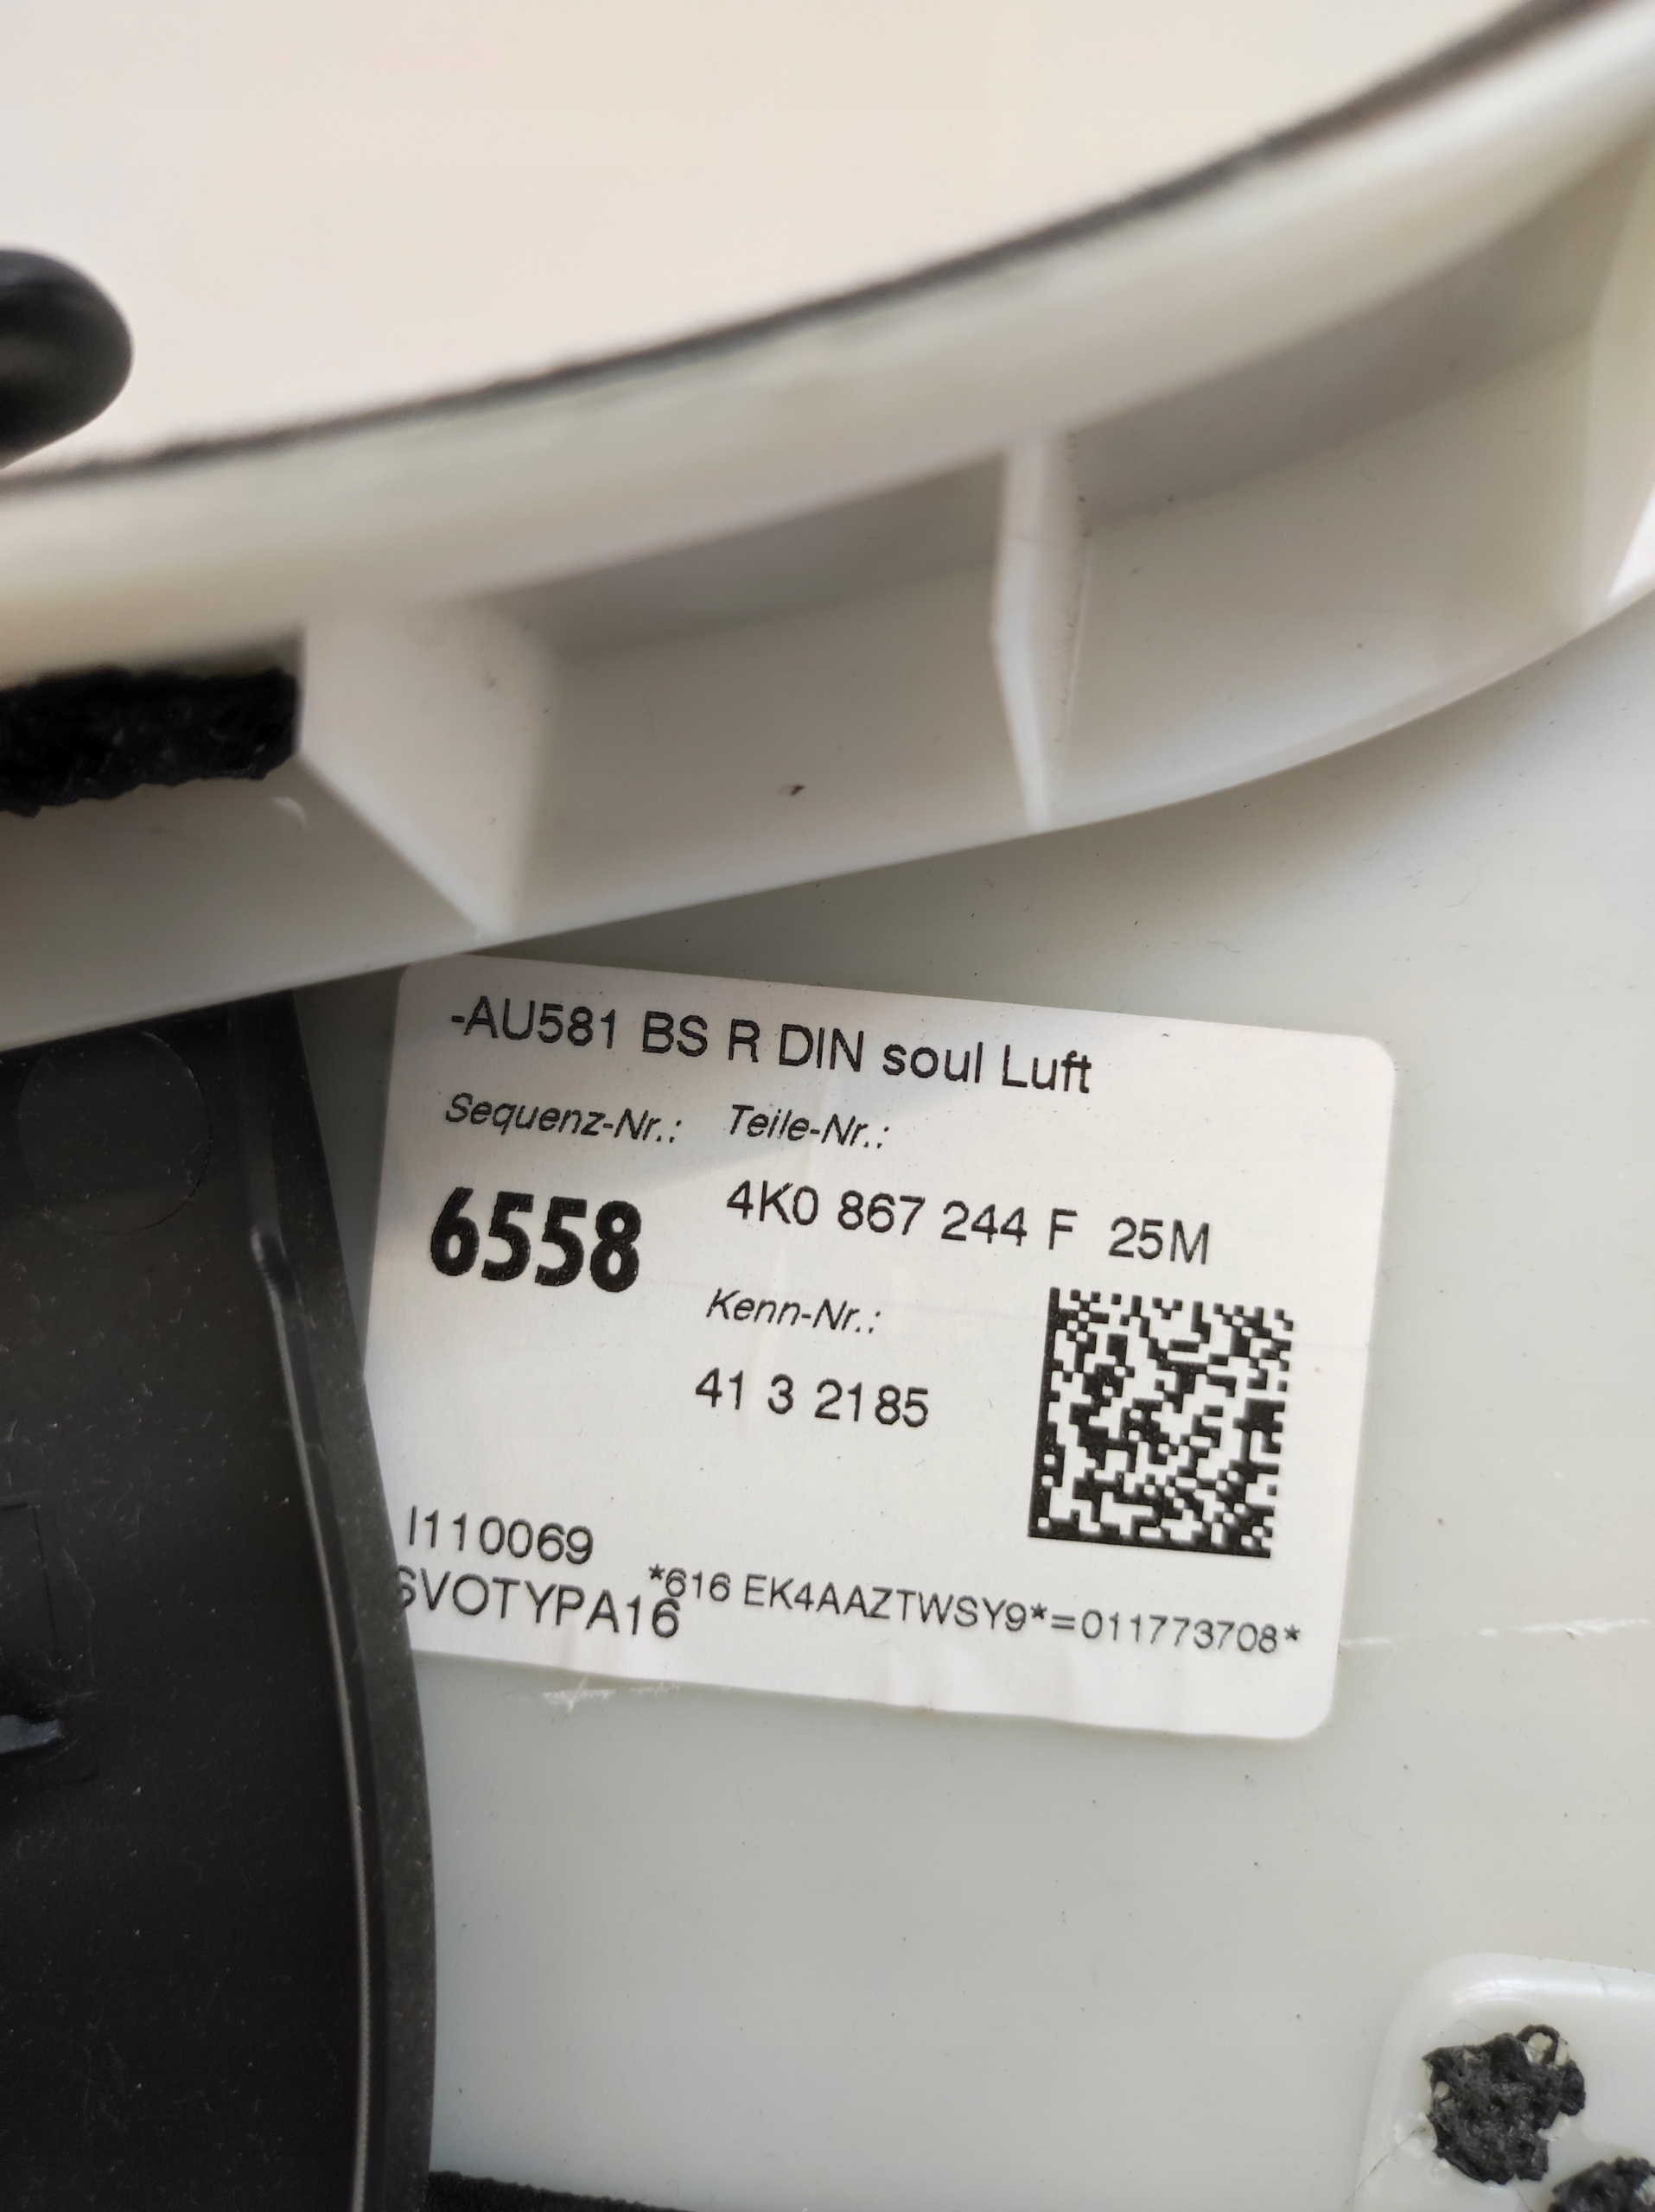 -AU581 BS R DIN soul Luft
Sequenz-Nr.: Teile-Nr.:
6558 4K0 867 244 F 25M
Kenn-Nr.:
41 3 2185
I110069
SVOTYPA16 *616 EK4AAZTWSY9*=011773708*